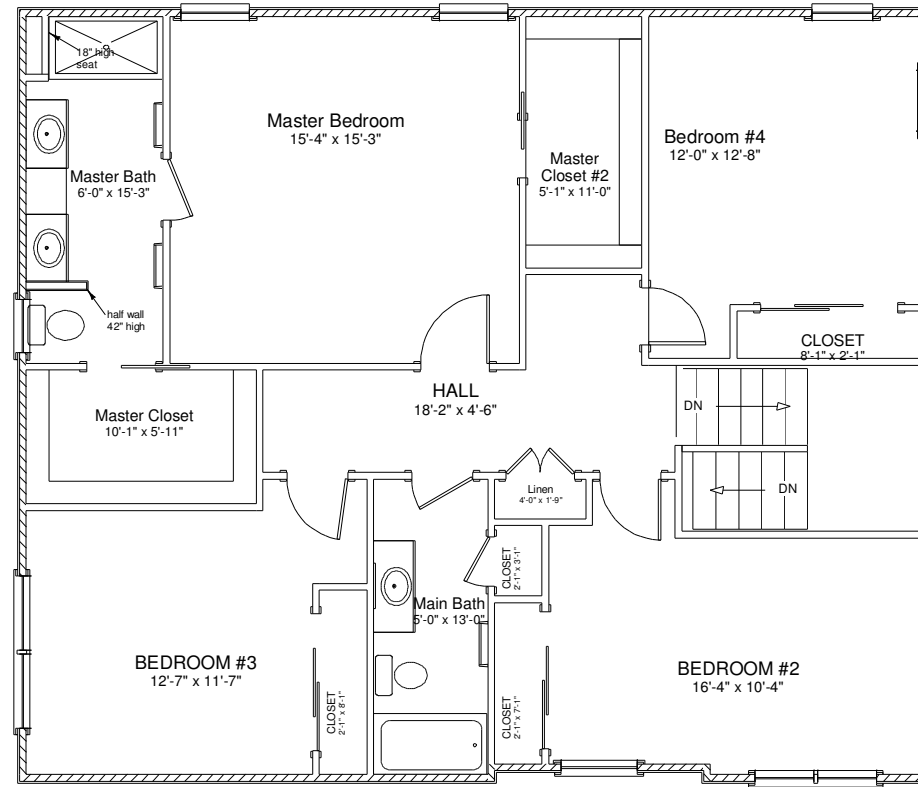 18" high
seat
Master Bedroom
15'-4" x 15'-3"
Bedroom #4
12'-0" x 12'-8"
Master
Closet #2
5'-1" x 11'-0"
Master Bath
6'-0" x 15'-3"
half wall
42" high
CLOSET
8'-1" x 2'-1"
HALL
18'-2" x 4'-6"
DN
Master Closet
10'-1" x 5'-11"
DN
Linen
4'-0" x 1'-9"
CLOSET
2'-1" x 3'-1"
Main Bath
5'-0" x 13'-0"
BEDROOM #3
12'-7" x 11'-7"
BEDROOM #2
16'-4" x 10'-4"
CLOSET
2'-1" x 8'-1"
CLOSET
2'-1" x 7'-1"